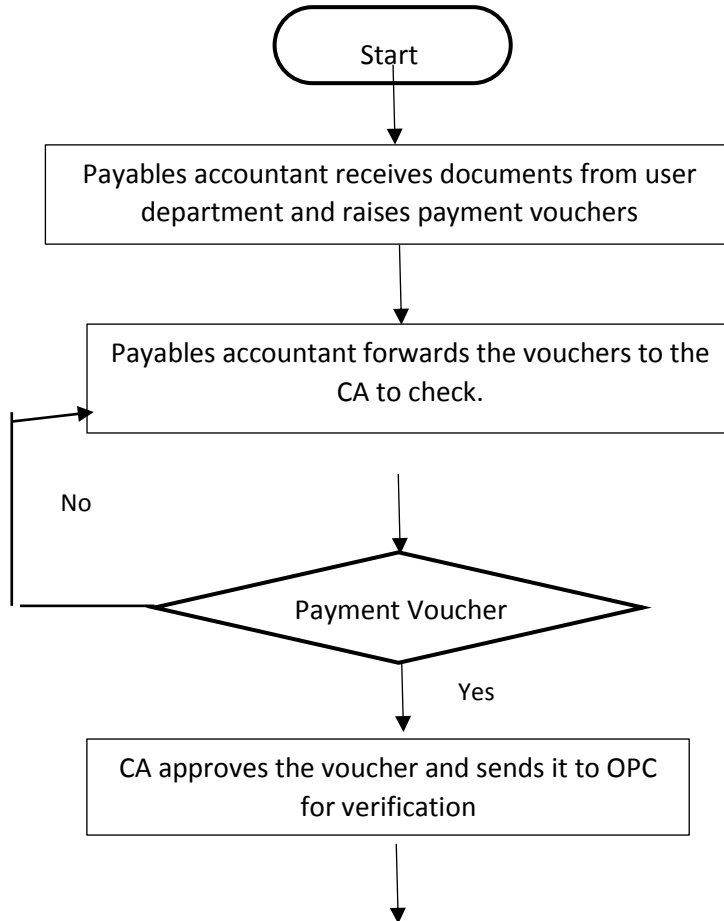 Start
Payables accountant receives documents from user
department and raises payment vouchers
Payables accountant forwards the vouchers to the
CA to check.
No
Payment Voucher
Yes
CA approves the voucher and sends it to OPC
for verification